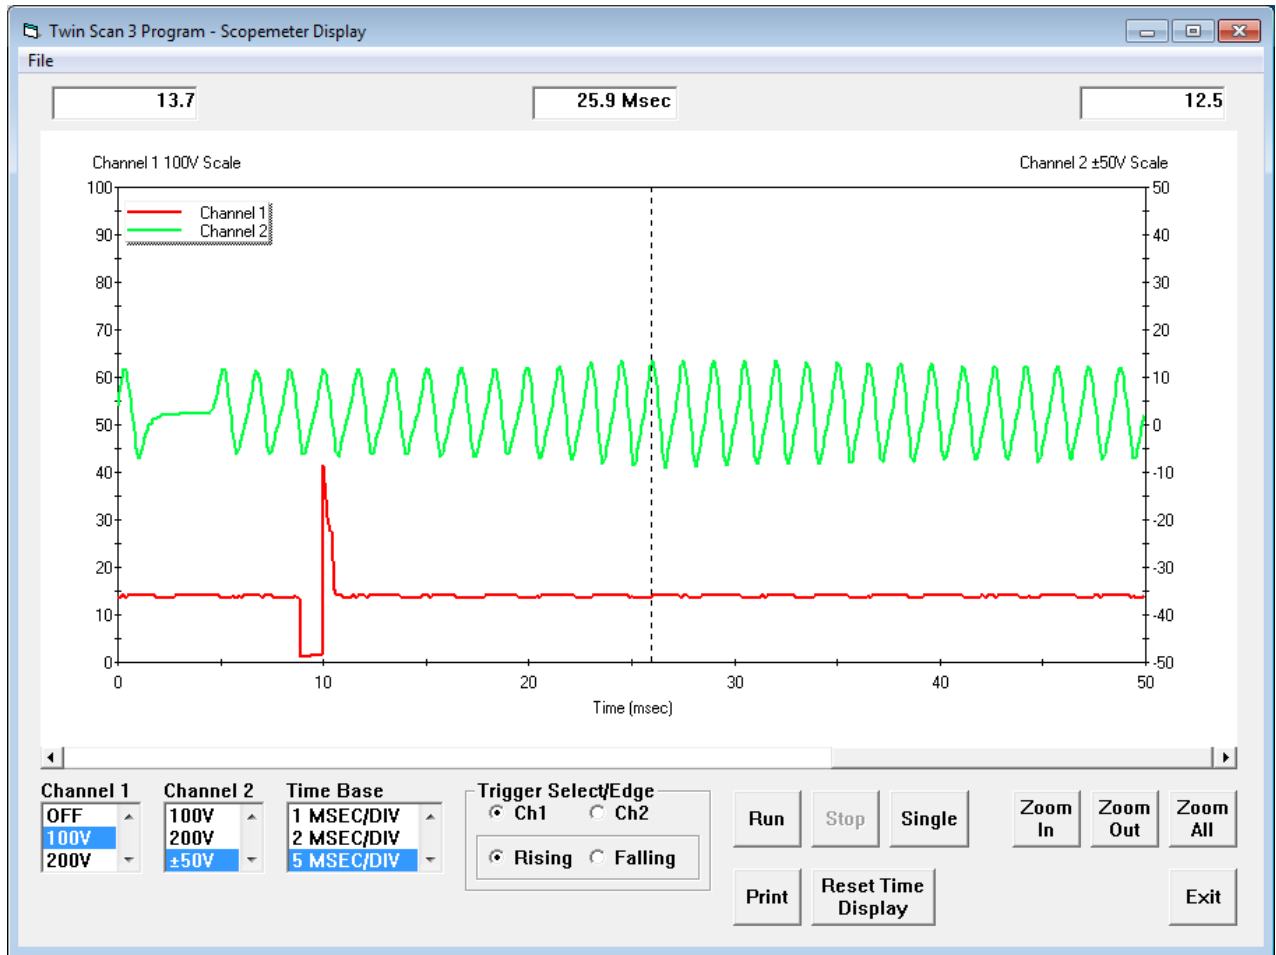 Twin Scan 3 Program - Scopemeter Display
File
13.7 25.9 Msec 12.5
Channel 1 100V Scale Channel 2 ±50V Scale
100 50
Channel 1
Channel 2
90 40
80 30
70 20
60 10
50 0
40 -10
30 -20
20 -30
10 -40
0 -50
0 10 20 30 40 50
Time (msec)
Channel 1 Channel 2 Time Base Trigger Select/Edge
OFF 100V 1 MSEC/DIV Ch1 Ch2
100V 200V 2 MSEC/DIV
200V ±50V 5 MSEC/DIV Rising Falling
Run Stop Single Zoom In Zoom Out Zoom All
Print Reset Time Display Exit